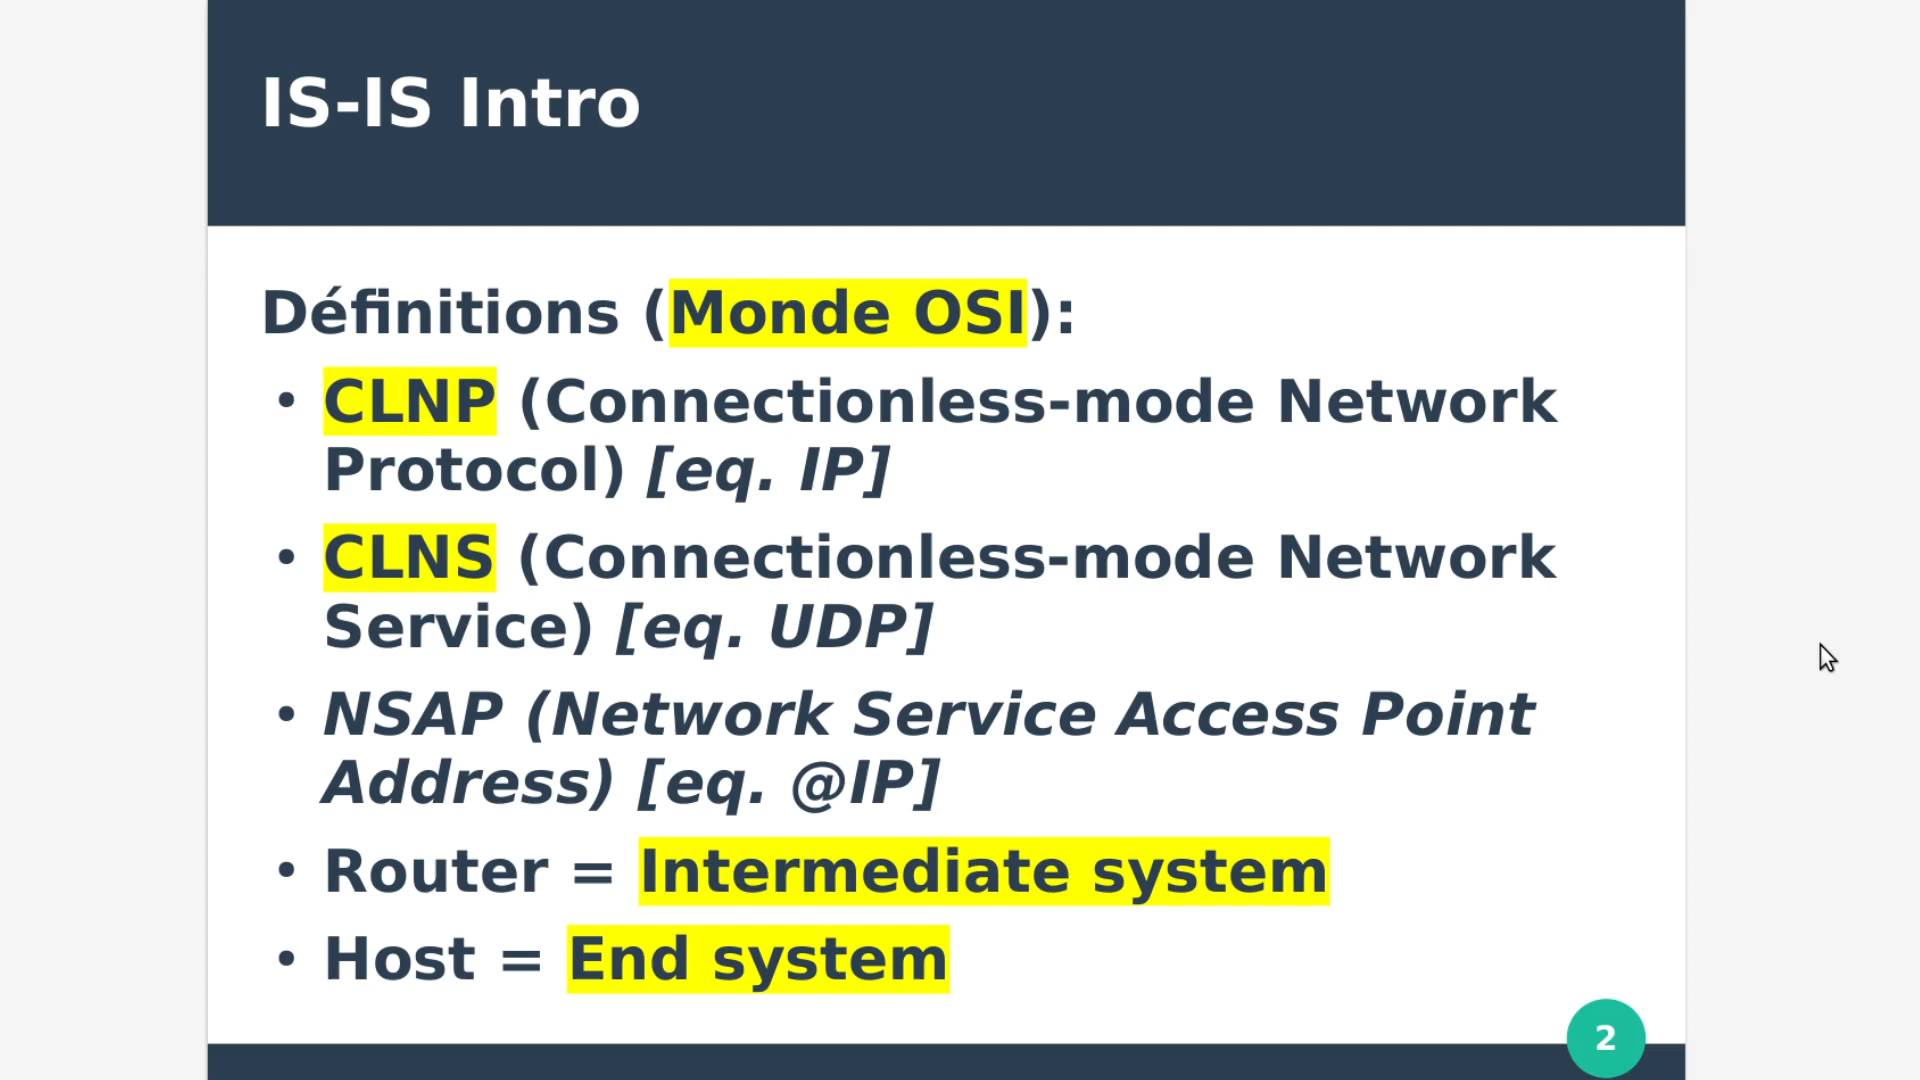 IS-IS Intro
Définitions (Monde OSI):
• CLNP (Connectionless-mode Network
Protocol) [eq. IP]
• CLNS (Connectionless-mode Network
Service) [eq. UDP]
• NSAP (Network Service Access Point
Address) [eq. @IP]
• Router = Intermediate system
• Host = End system
2